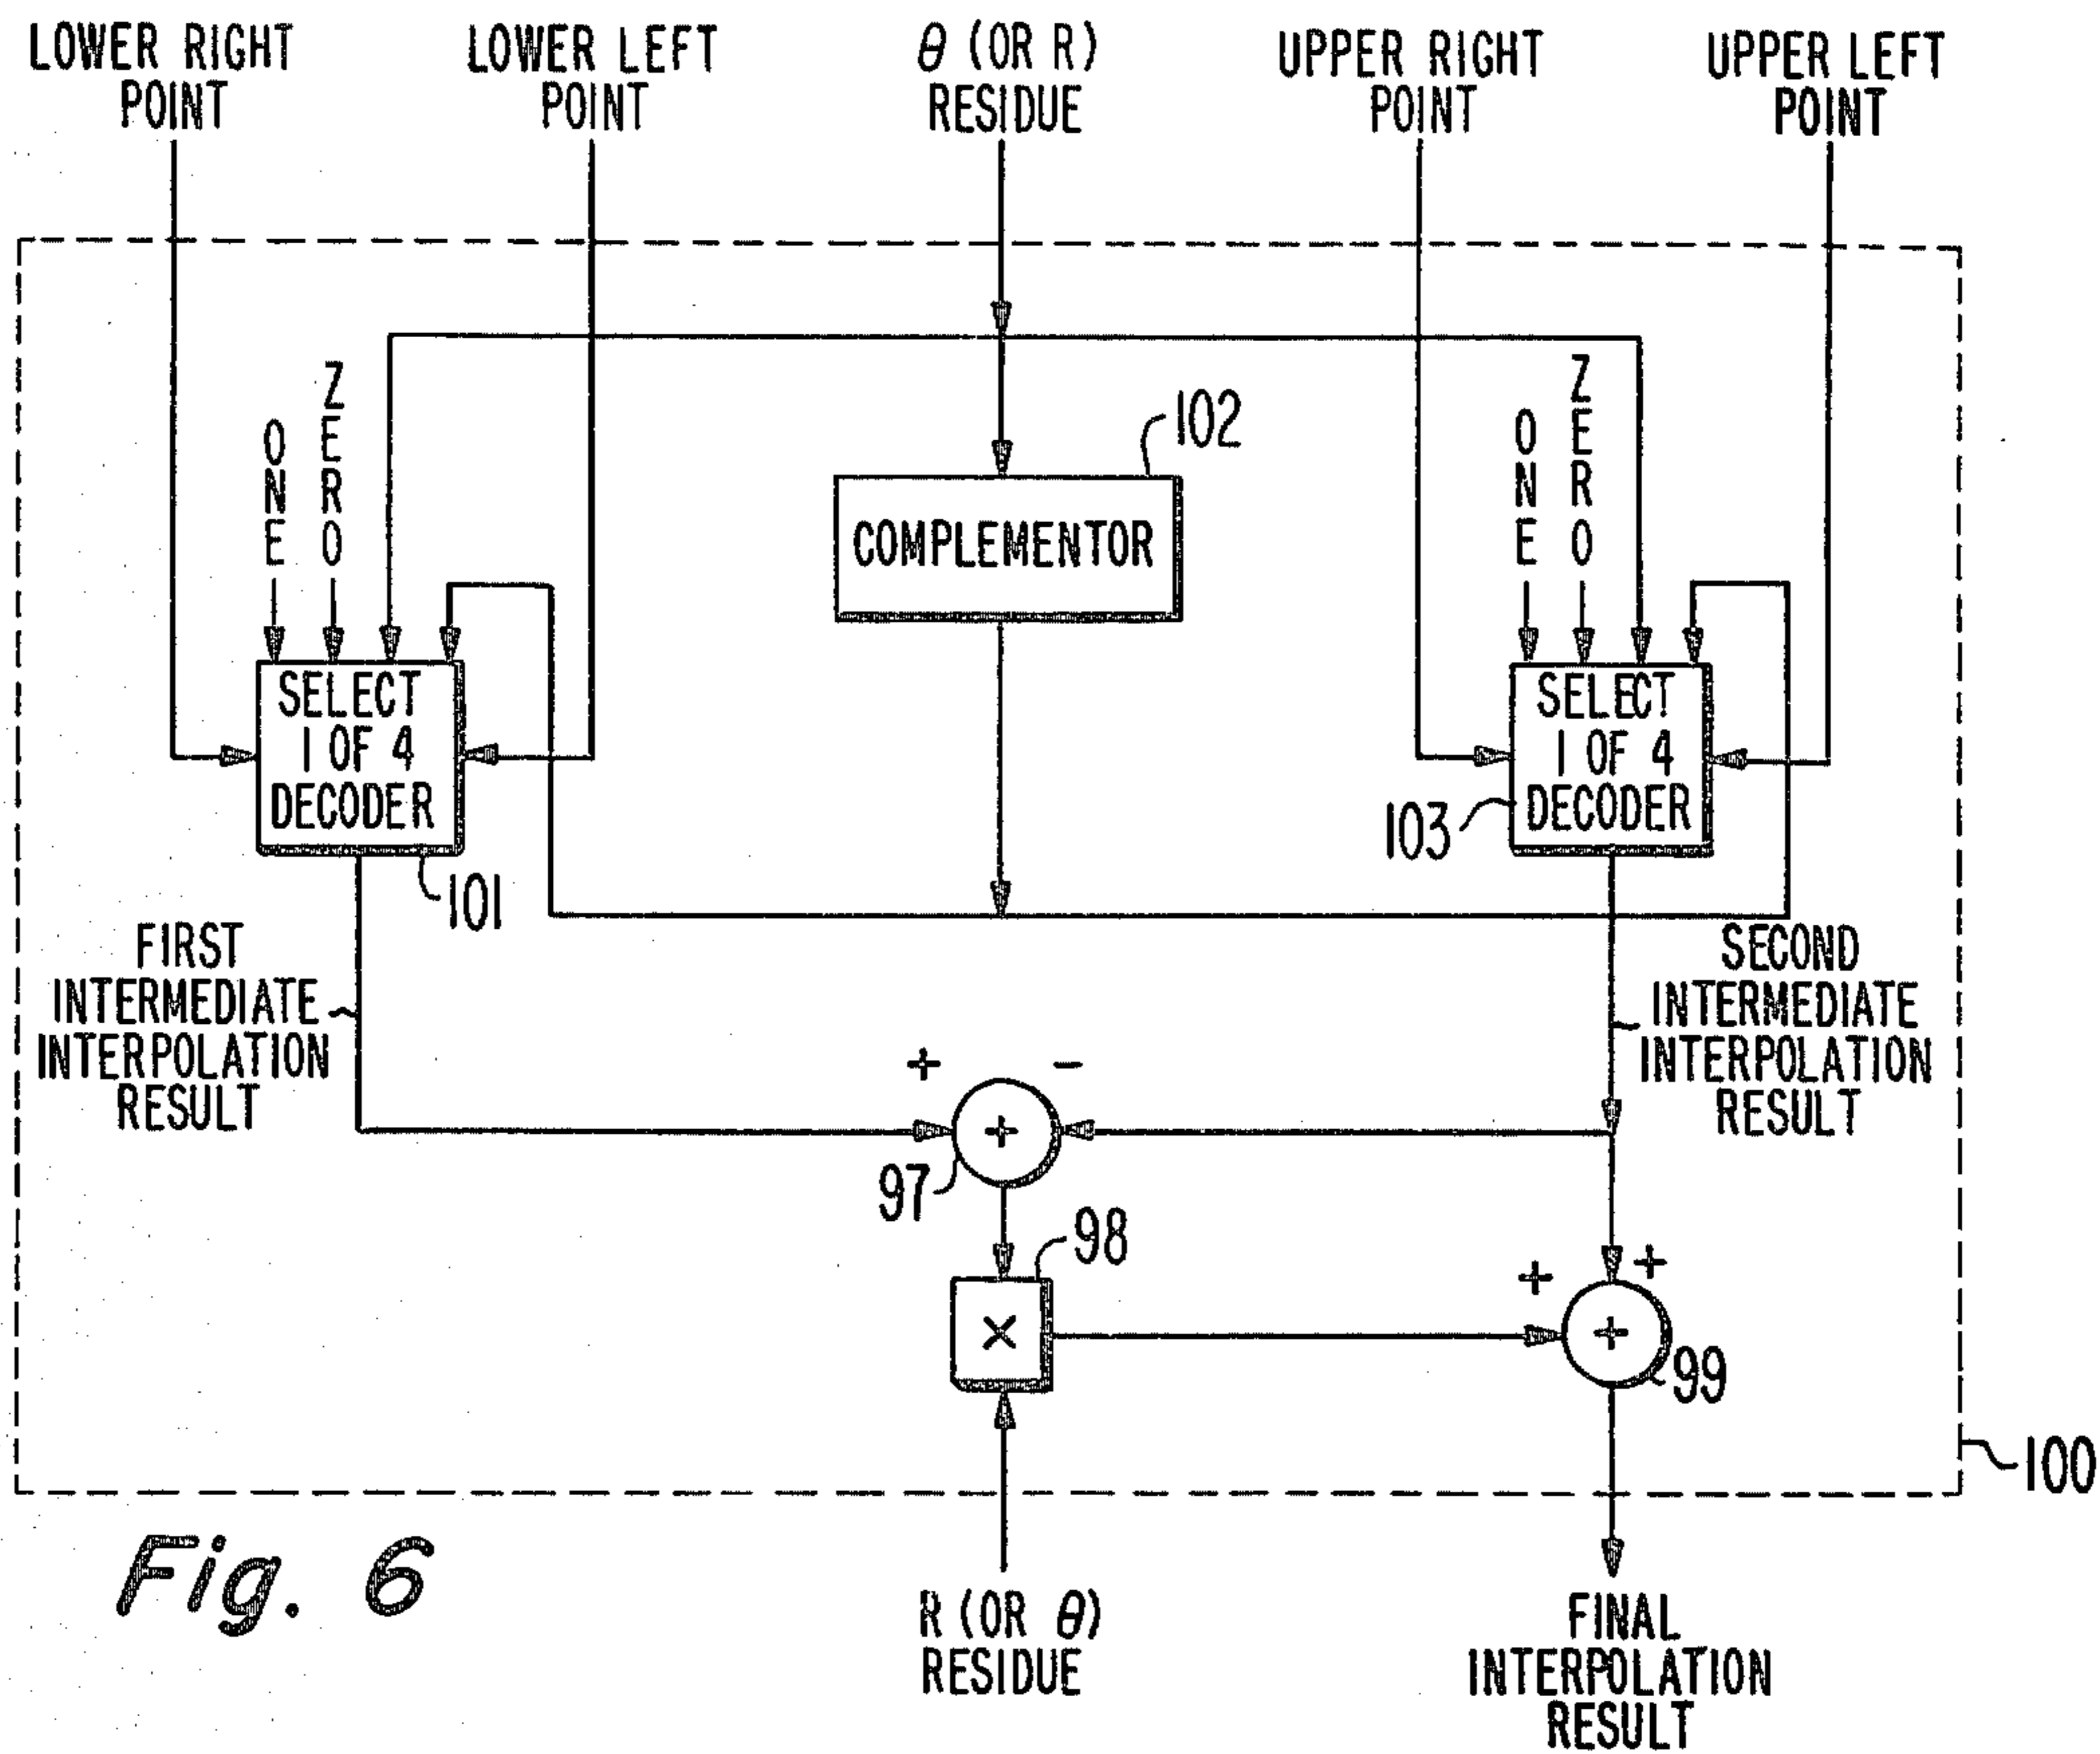 LOWER RIGHT
POINT
LOWER LEFT
POINT
θ (OR R)
RESIDUE
UPPER RIGHT
POINT
UPPER LEFT
POINT
ONE
ZERO
102
COMPLEMENTOR
ONE
ZERO
SELECT
1 OF 4
DECODER
101
SELECT
1 OF 4
DECODER
103
FIRST
INTERMEDIATE
INTERPOLATION
RESULT
SECOND
INTERMEDIATE
INTERPOLATION
RESULT
+ -
+
97
98
×
+ +
+
99
100
R (OR θ)
RESIDUE
FINAL
INTERPOLATION
RESULT
Fig. 6